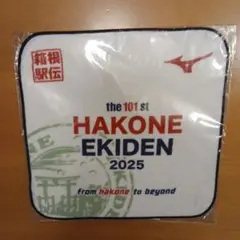 箱根
駅伝
the 101 st
HAKONE
EKIDEN
2025
from hakone to beyond